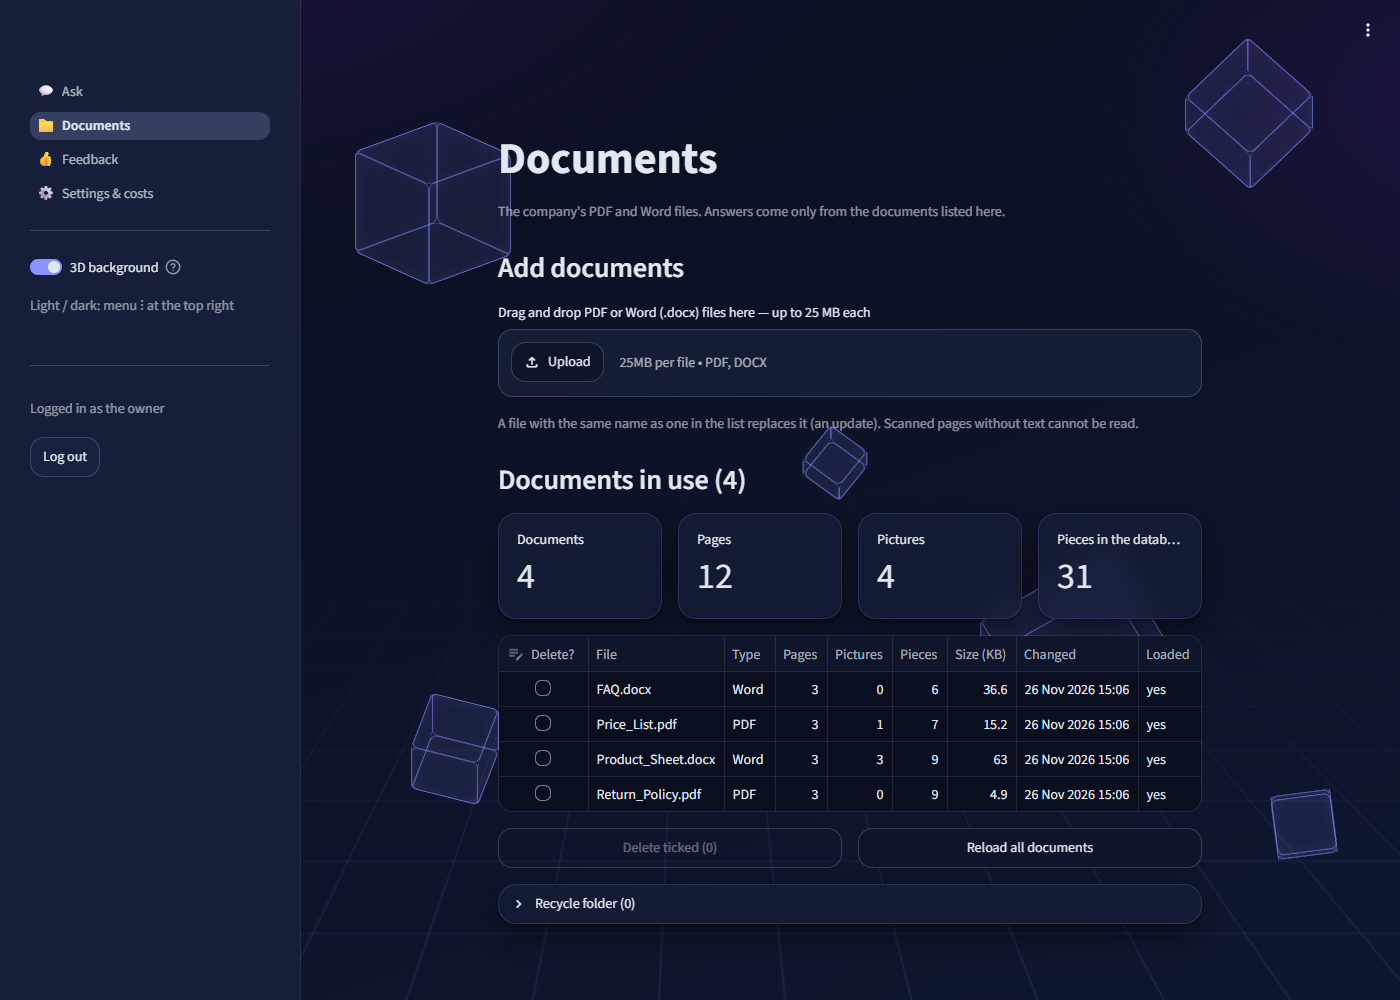 Ask
Documents
Feedback
Settings & costs
3D background
Light / dark: menu ⋮ at the top right
Logged in as the owner
Log out
Documents
The company's PDF and Word files. Answers come only from the documents listed here.
Add documents
Drag and drop PDF or Word (.docx) files here — up to 25 MB each
Upload 25MB per file • PDF, DOCX
A file with the same name as one in the list replaces it (an update). Scanned pages without text cannot be read.
Documents in use (4)
Documents Pages Pictures Pieces in the datab…
4 12 4 31
Delete? File Type Pages Pictures Pieces Size (KB) Changed Loaded
FAQ.docx Word 3 0 6 36.6 26 Nov 2026 15:06 yes
Price_List.pdf PDF 3 1 7 15.2 26 Nov 2026 15:06 yes
Product_Sheet.docx Word 3 3 9 63 26 Nov 2026 15:06 yes
Return_Policy.pdf PDF 3 0 9 4.9 26 Nov 2026 15:06 yes
Delete ticked (0) Reload all documents
Recycle folder (0)